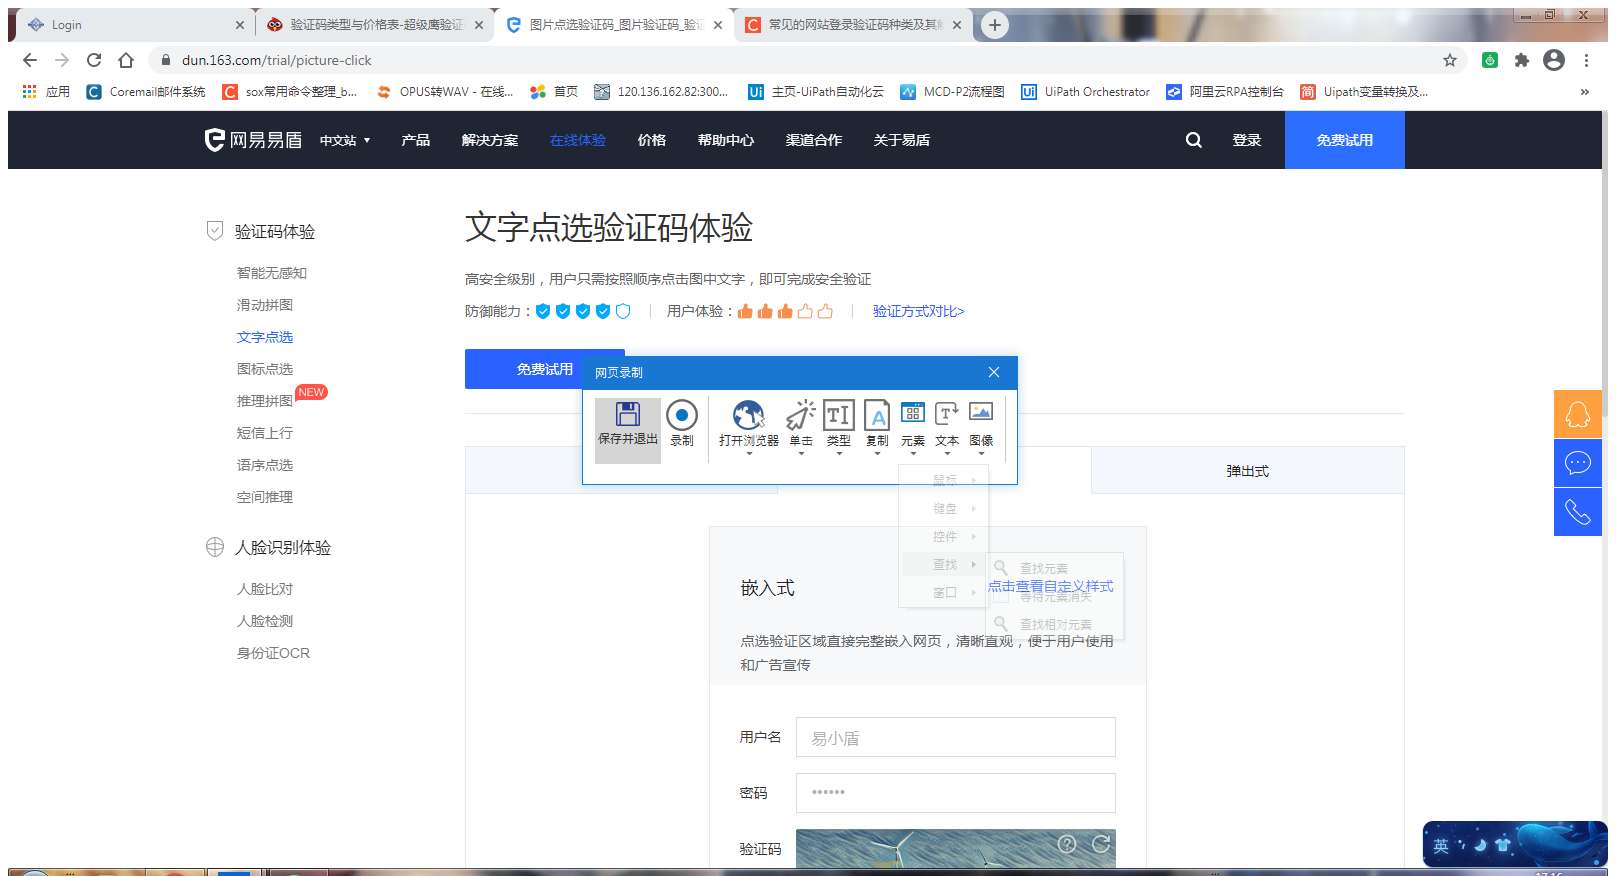 Login
验证码类型与价格表-超级鹰验证
图片点选验证码_图片验证码_验证
常见的网站登录验证码种类及其解
dun.163.com/trial/picture-click
应用
Coremail邮件系统
sox常用命令整理_b...
OPUS转WAV - 在线...
首页
120.136.162.82:300...
主页-UiPath自动化云
MCD-P2流程图
UiPath Orchestrator
阿里云RPA控制台
Uipath变量转换及...
网易易盾
中文站
产品
解决方案
在线体验
价格
帮助中心
渠道合作
关于易盾
登录
免费试用
验证码体验
智能无感知
滑动拼图
文字点选
图标点选
推理拼图
NEW
短信上行
语序点选
空间推理
人脸识别体验
人脸比对
人脸检测
身份证OCR
文字点选验证码体验
高安全级别，用户只需按照顺序点击图中文字，即可完成安全验证
防御能力：
用户体验：
验证方式对比>
免费试用
网页录制
保存并退出
录制
打开浏览器
单击
类型
复制
元素
文本
图像
鼠标
键盘
控件
查找
窗口
查找元素
等待元素消失
查找相对元素
弹出式
嵌入式
点击查看自定义样式
点选验证区域直接完整嵌入网页，清晰直观，便于用户使用
和广告宣传
用户名
易小盾
密码
••••••
验证码
英